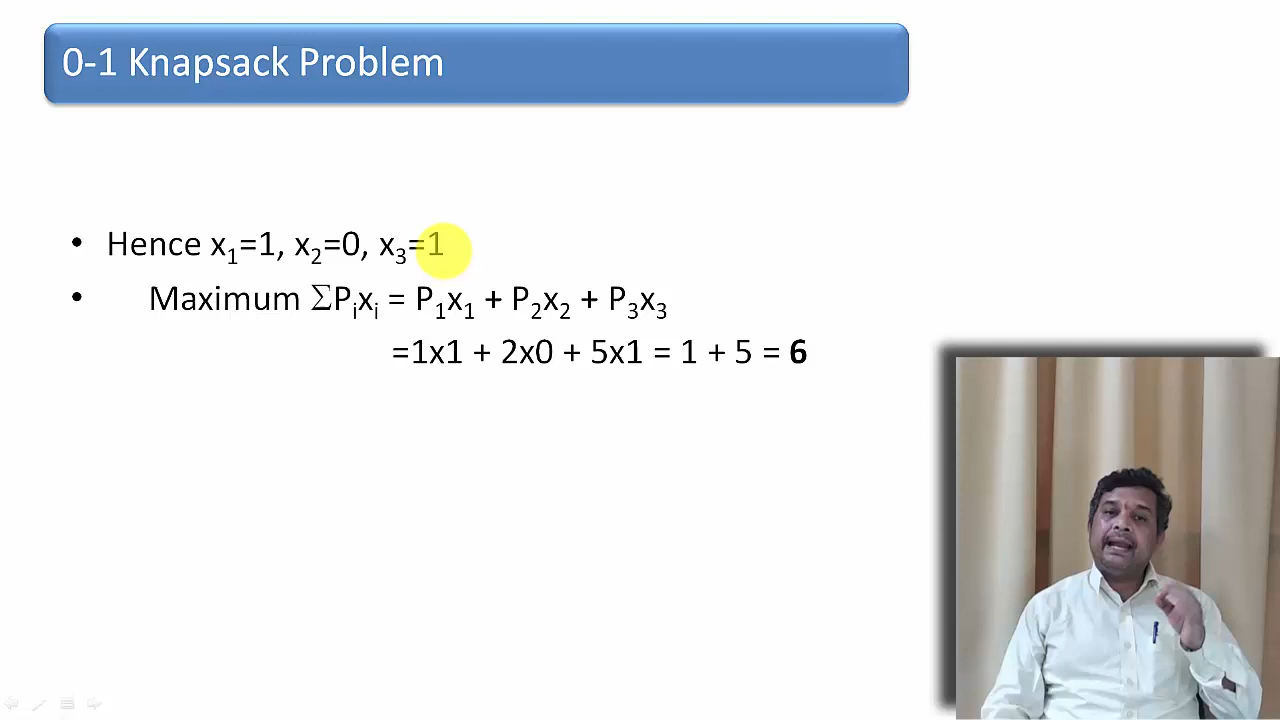 0-1 Knapsack Problem
• Hence x₁=1, x₂=0, x₃=1
• Maximum ΣPᵢxᵢ = P₁x₁ + P₂x₂ + P₃x₃
=1x1 + 2x0 + 5x1 = 1 + 5 = 6